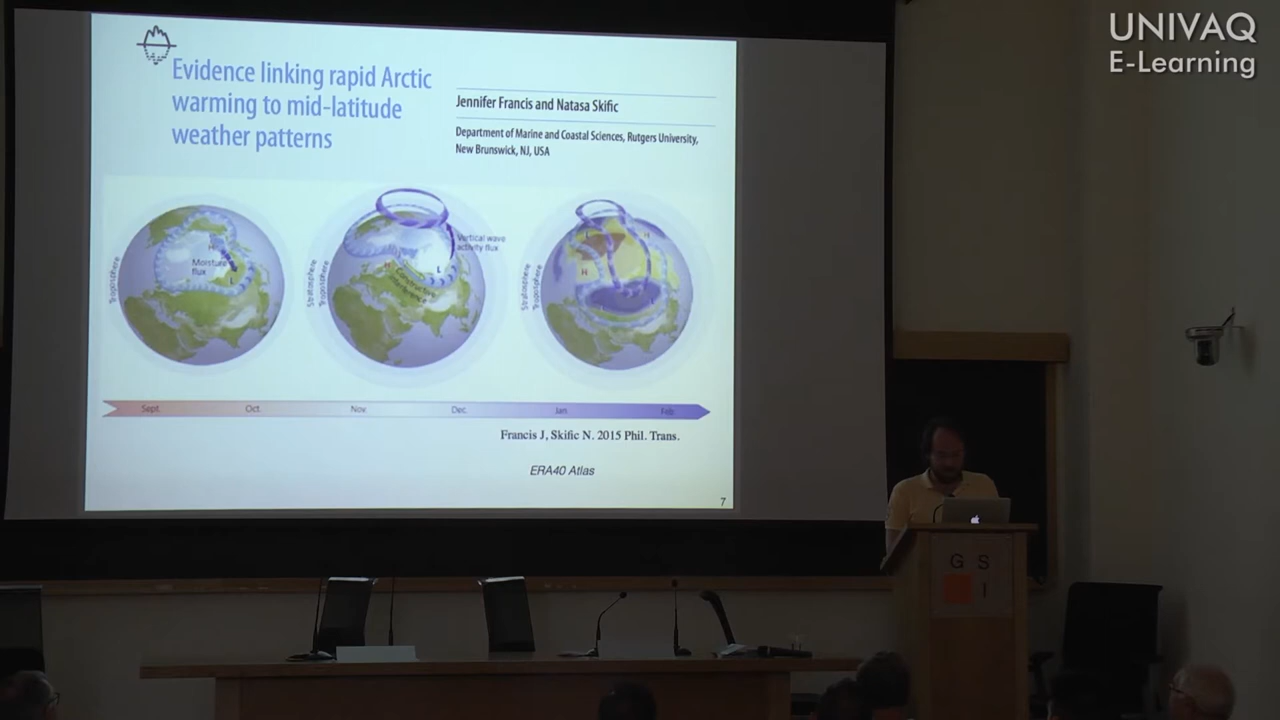 UNIVAQ
E-Learning
Evidence linking rapid Arctic
warming to mid-latitude
weather patterns
Jennifer Francis and Natasa Skific
Department of Marine and Coastal Sciences, Rutgers University,
New Brunswick, NJ, USA
Troposphere
H
Moisture
flux
L
Stratosphere
Troposphere
Vertical wave
activity flux
L
Constructive
interference
Stratosphere
Troposphere
L
H
H
Sept.
Oct.
Nov.
Dec.
Jan.
Feb.
Francis J, Skific N. 2015 Phil. Trans.
ERA40 Atlas
7
G S
I